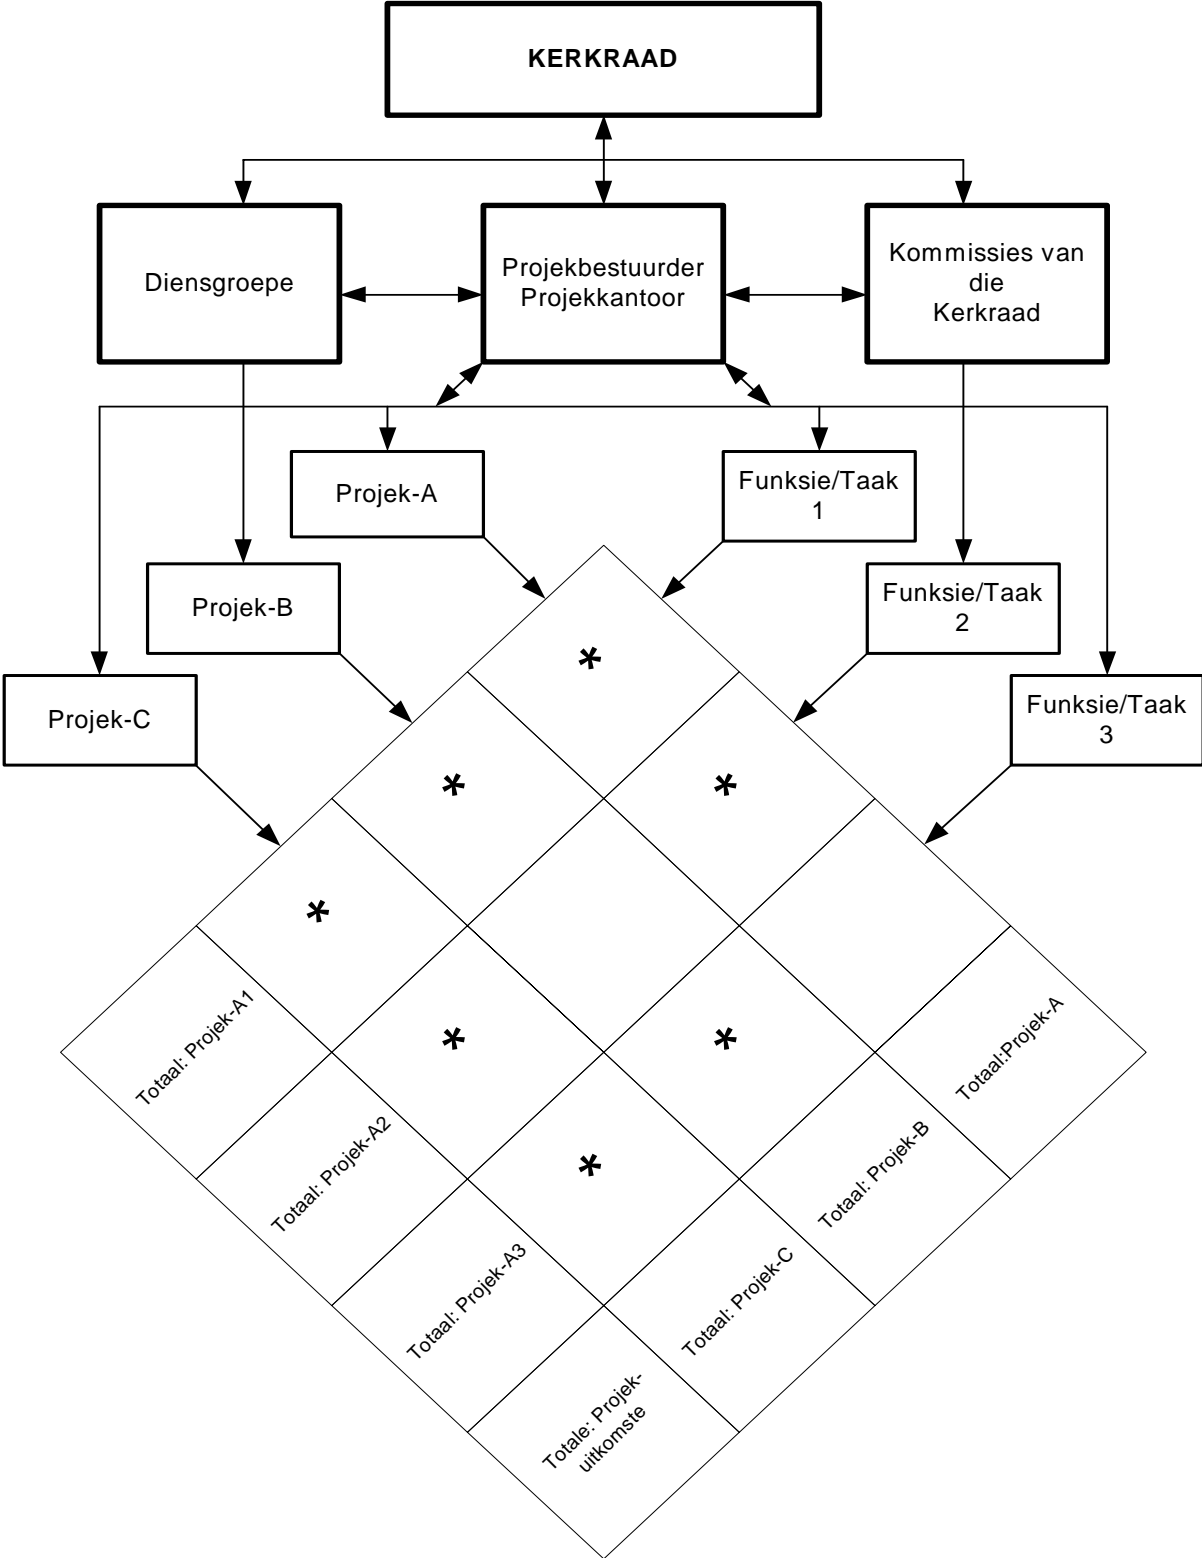 KERKRAAD
Diensgroepe
Projekbestuurder
Projekkantoor
Kommissies van
die
Kerkraad
Projek-A
Funksie/Taak
1
Projek-B
Funksie/Taak
2
Projek-C
Funksie/Taak
3
*
*
*
*
*
*
*
Totaal: Projek-A1
Totaal:Projek-A
Totaal: Projek-A2
Totaal: Projek-B
Totaal: Projek-A3
Totaal: Projek-C
Totale: Projek-
uitkomste